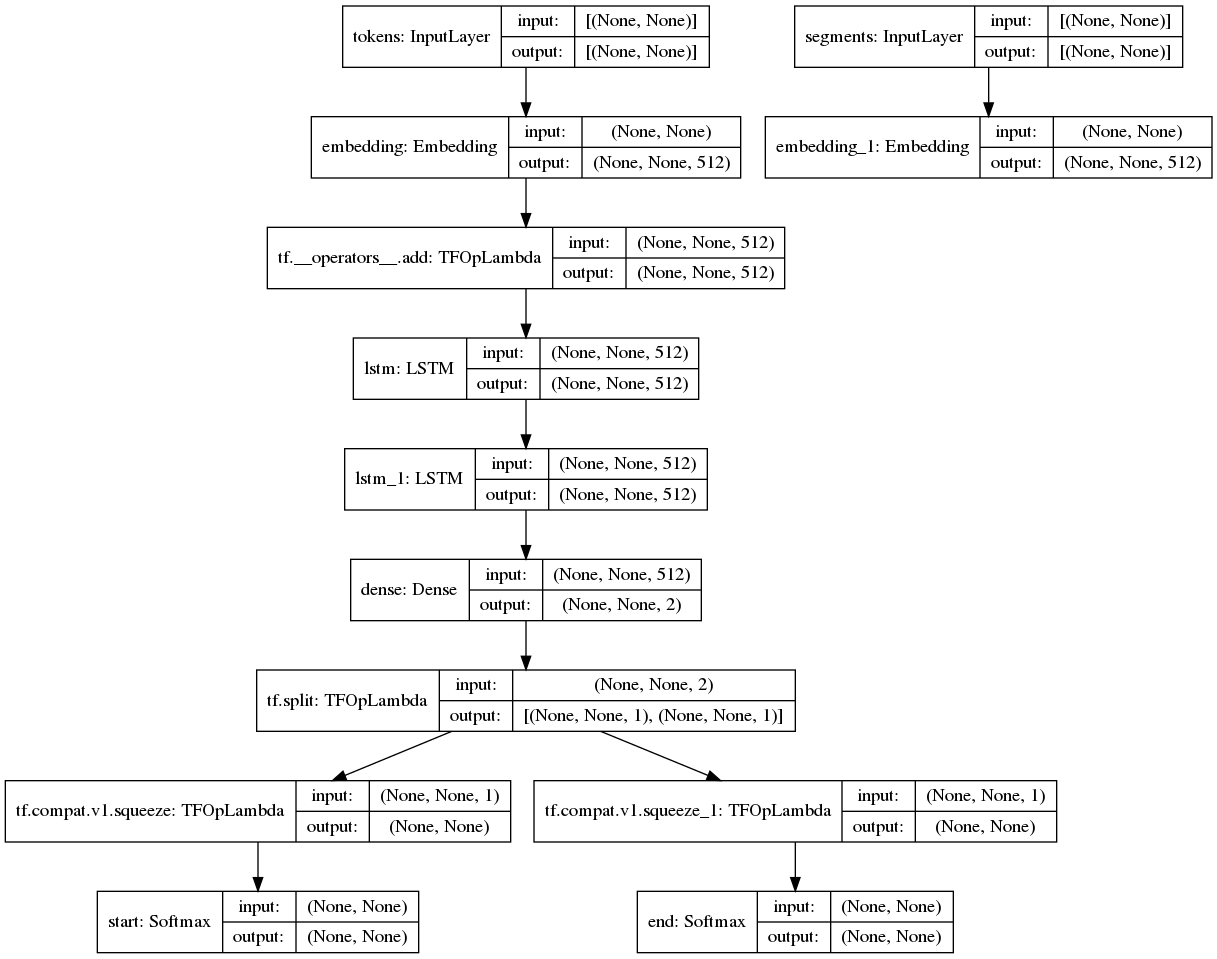 tokens: InputLayer
input: [(None, None)]
output: [(None, None)]
segments: InputLayer
input: [(None, None)]
output: [(None, None)]
embedding: Embedding
input: (None, None)
output: (None, None, 512)
embedding_1: Embedding
input: (None, None)
output: (None, None, 512)
tf.__operators__.add: TFOpLambda
input: (None, None, 512)
output: (None, None, 512)
lstm: LSTM
input: (None, None, 512)
output: (None, None, 512)
lstm_1: LSTM
input: (None, None, 512)
output: (None, None, 512)
dense: Dense
input: (None, None, 512)
output: (None, None, 2)
tf.split: TFOpLambda
input: (None, None, 2)
output: [(None, None, 1), (None, None, 1)]
tf.compat.v1.squeeze: TFOpLambda
input: (None, None, 1)
output: (None, None)
tf.compat.v1.squeeze_1: TFOpLambda
input: (None, None, 1)
output: (None, None)
start: Softmax
input: (None, None)
output: (None, None)
end: Softmax
input: (None, None)
output: (None, None)